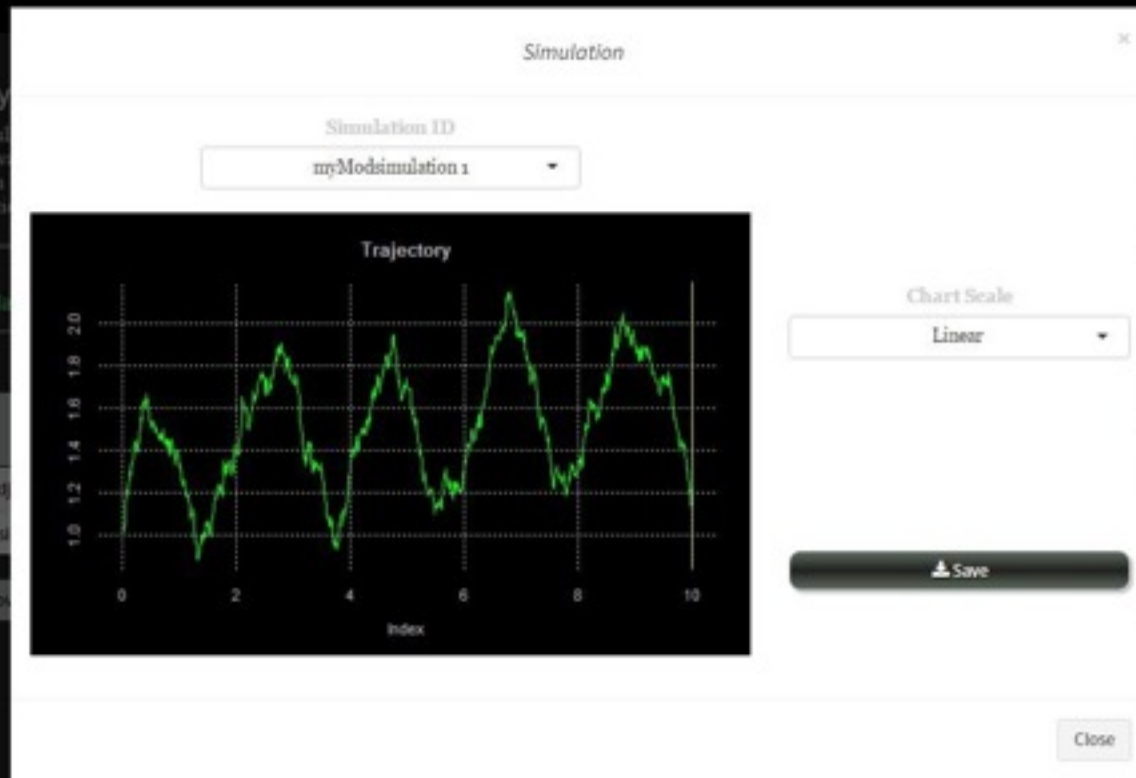 Simulation
×
Simulation ID
myModsimulation 1
Trajectory
2.0
1.8
1.6
1.4
1.2
1.0
0 2 4 6 8 10
Index
Chart Scale
Linear
Save
Close